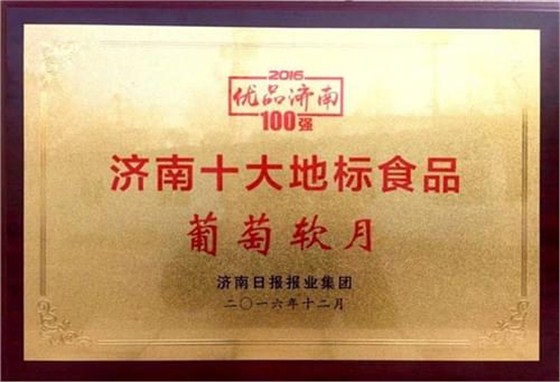 2016
优品济南
100强
济南十大地标食品
葡萄软月
济南日报报业集团
二〇一六年十二月